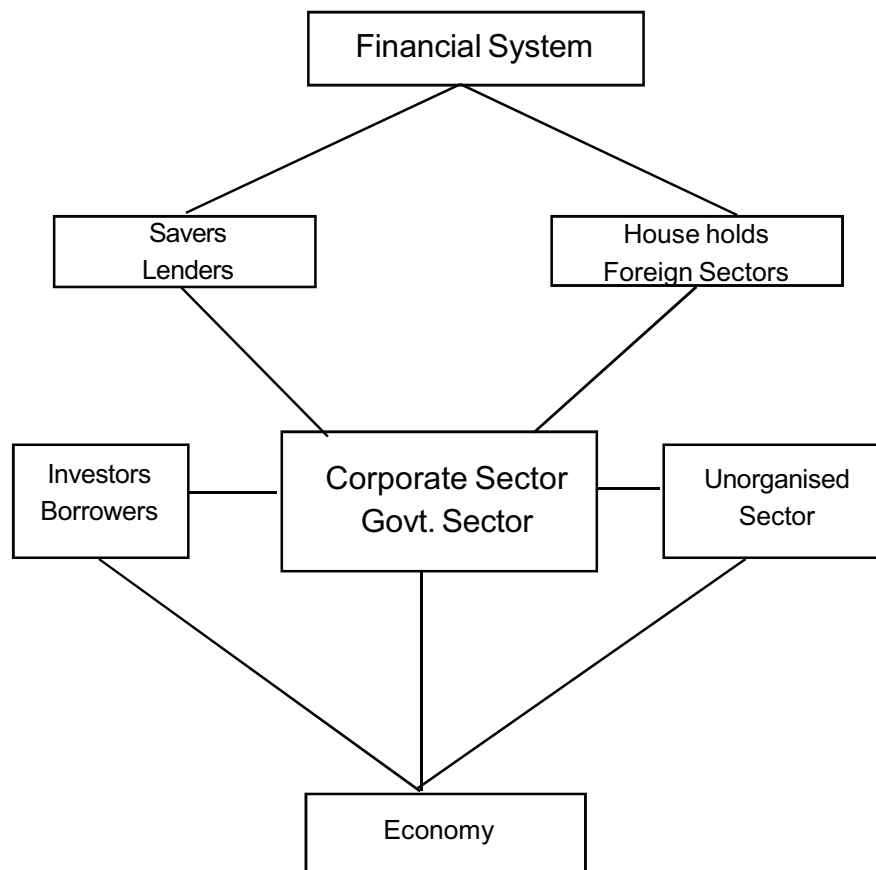 Financial System
Savers
Lenders
House holds
Foreign Sectors
Investors
Borrowers
Corporate Sector
Govt. Sector
Unorganised
Sector
Economy